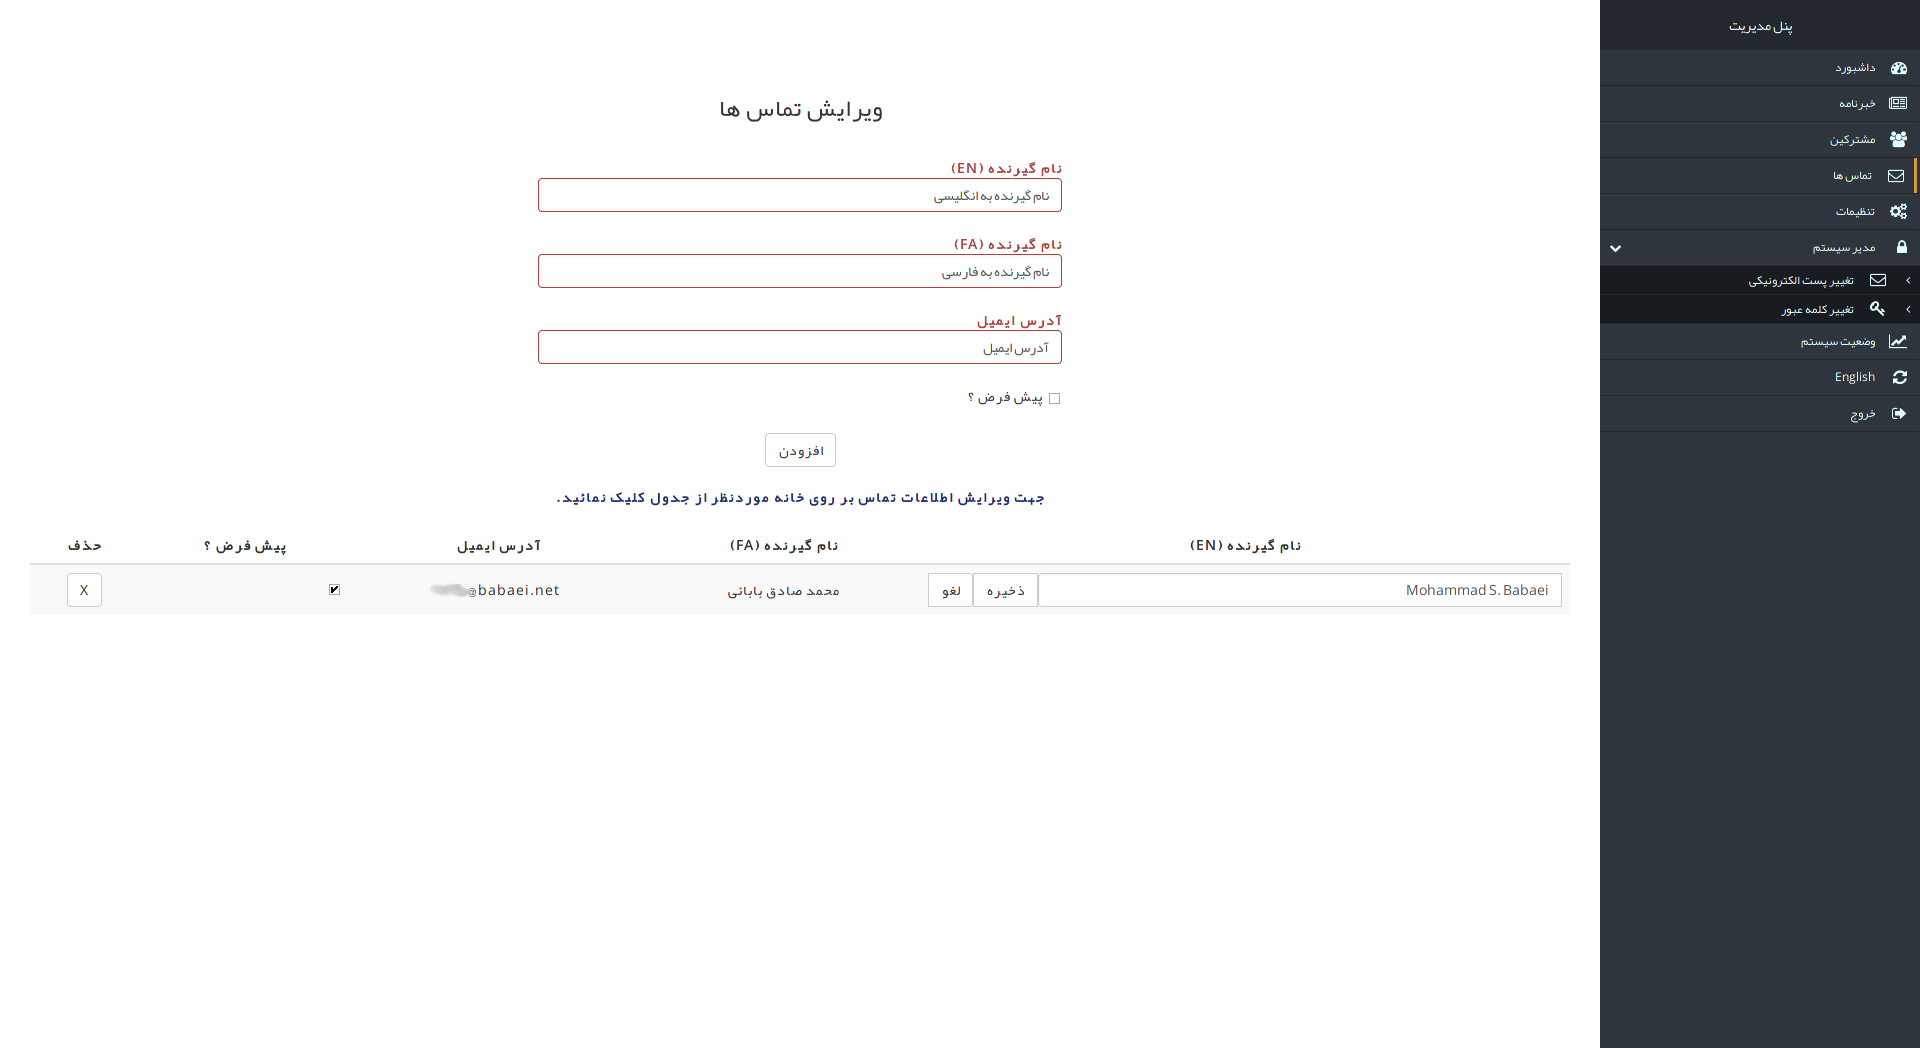 پنل مدیریت
داشبورد
خبرنامه
مشترکین
تماس ها
تنظیمات
مدیر سیستم
تغییر پست الکترونیکی
تغییر کلمه عبور
وضعیت سیستم
English
خروج
ویرایش تماس ها
نام گیرنده (EN)
نام گیرنده به انگلیسی
نام گیرنده (FA)
نام گیرنده به فارسی
آدرس ایمیل
آدرس ایمیل
پیش فرض ؟
افزودن
جهت ویرایش اطلاعات تماس بر روی خانه موردنظر از جدول کلیک نمائید.
نام گیرنده (EN) نام گیرنده (FA) آدرس ایمیل پیش فرض ؟ حذف
Mohammad S. Babaei ذخیره لغو محمد صادق بابائی @babaei.net X